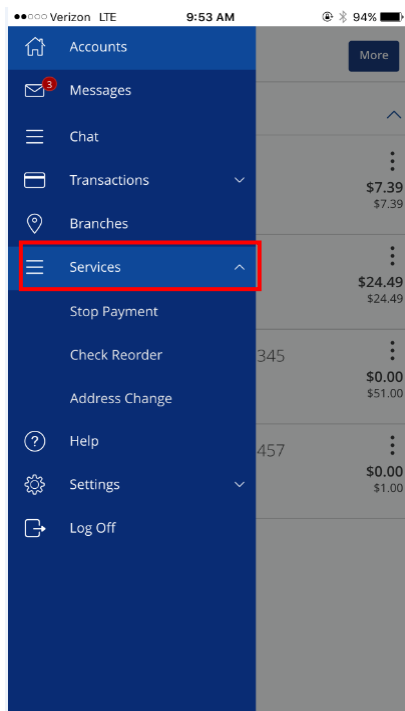 Verizon LTE 9:53 AM 94%
Accounts
More
3
Messages
Chat
Transactions
$7.39
$7.39
Branches
Services
$24.49
$24.49
Stop Payment
Check Reorder
345
$0.00
$51.00
Address Change
Help
457
$0.00
$1.00
Settings
Log Off